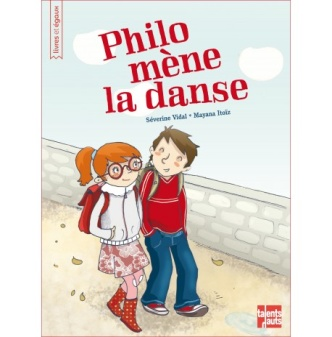 livres et égaux
Philo
mène
la danse
Séverine Vidal • Mayana Itoïz
talents
hauts